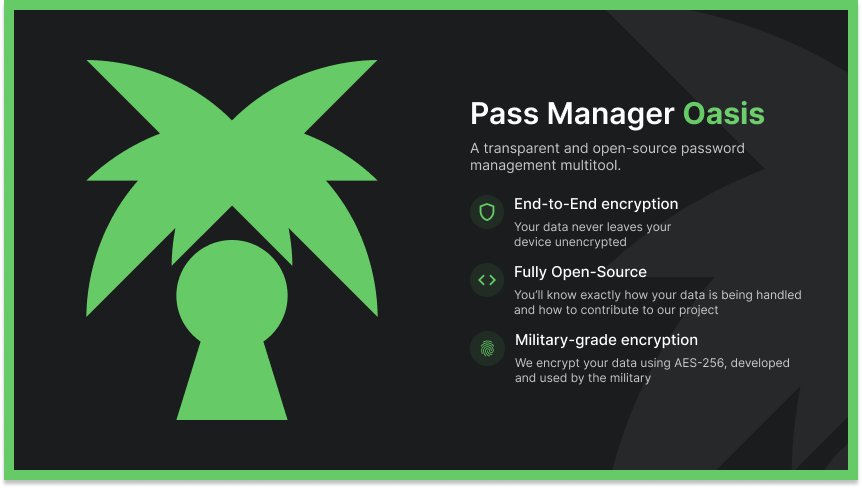 Pass Manager Oasis
A transparent and open-source password
management multitool.
End-to-End encryption
Your data never leaves your
device unencrypted
Fully Open-Source
You'll know exactly how your data is being handled
and how to contribute to our project
Military-grade encryption
We encrypt your data using AES-256, developed
and used by the military